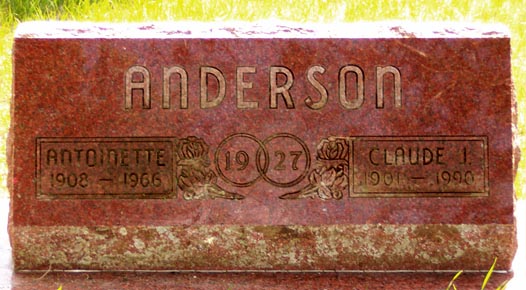 ANDERSON
ANTOINETTE
1908 – 1966
19 27
CLAUDE J.
1901 – 1990